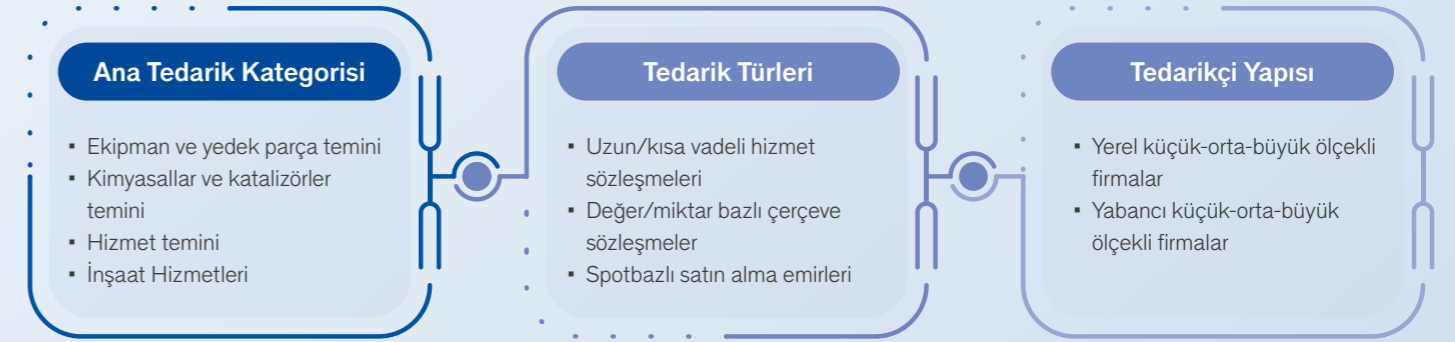 Ana Tedarik Kategorisi
▪ Ekipman ve yedek parça temini
▪ Kimyasallar ve katalizörler
temini
▪ Hizmet temini
▪ İnşaat Hizmetleri
Tedarik Türleri
▪ Uzun/kısa vadeli hizmet
sözleşmeleri
▪ Değer/miktar bazlı çerçeve
sözleşmeler
▪ Spotbazlı satın alma emirleri
Tedarikçi Yapısı
▪ Yerel küçük-orta-büyük ölçekli
firmalar
▪ Yabancı küçük-orta-büyük
ölçekli firmalar